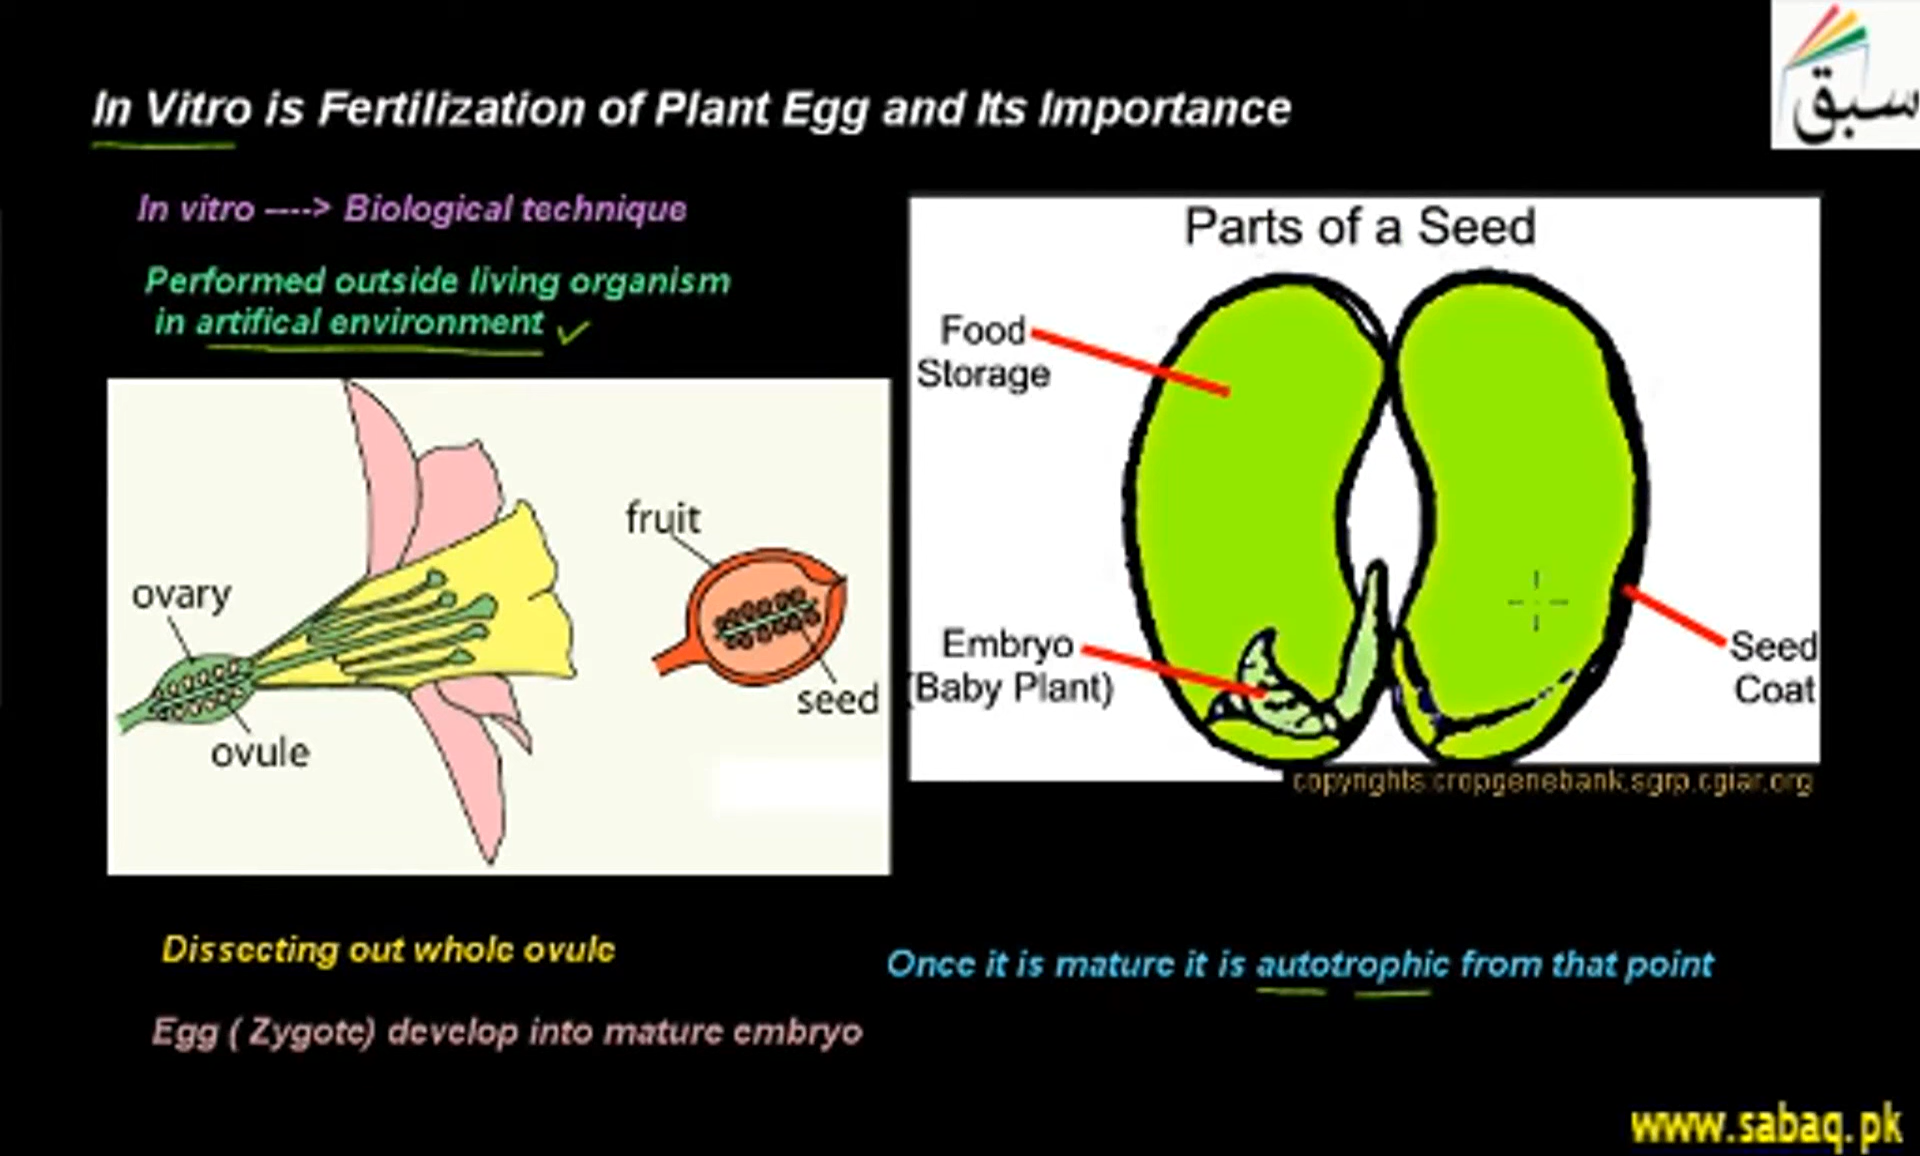 سبق
In Vitro is Fertilization of Plant Egg and Its Importance
In vitro ----> Biological technique
Performed outside living organism
in artifical environment
ovary
ovule
fruit
seed
Parts of a Seed
Food
Storage
Embryo
(Baby Plant)
Seed
Coat
copyrights:cropgenebank.sgrp.cgiar.org
Dissecting out whole ovule
Egg ( Zygote) develop into mature embryo
Once it is mature it is autotrophic from that point
www.sabaq.pk